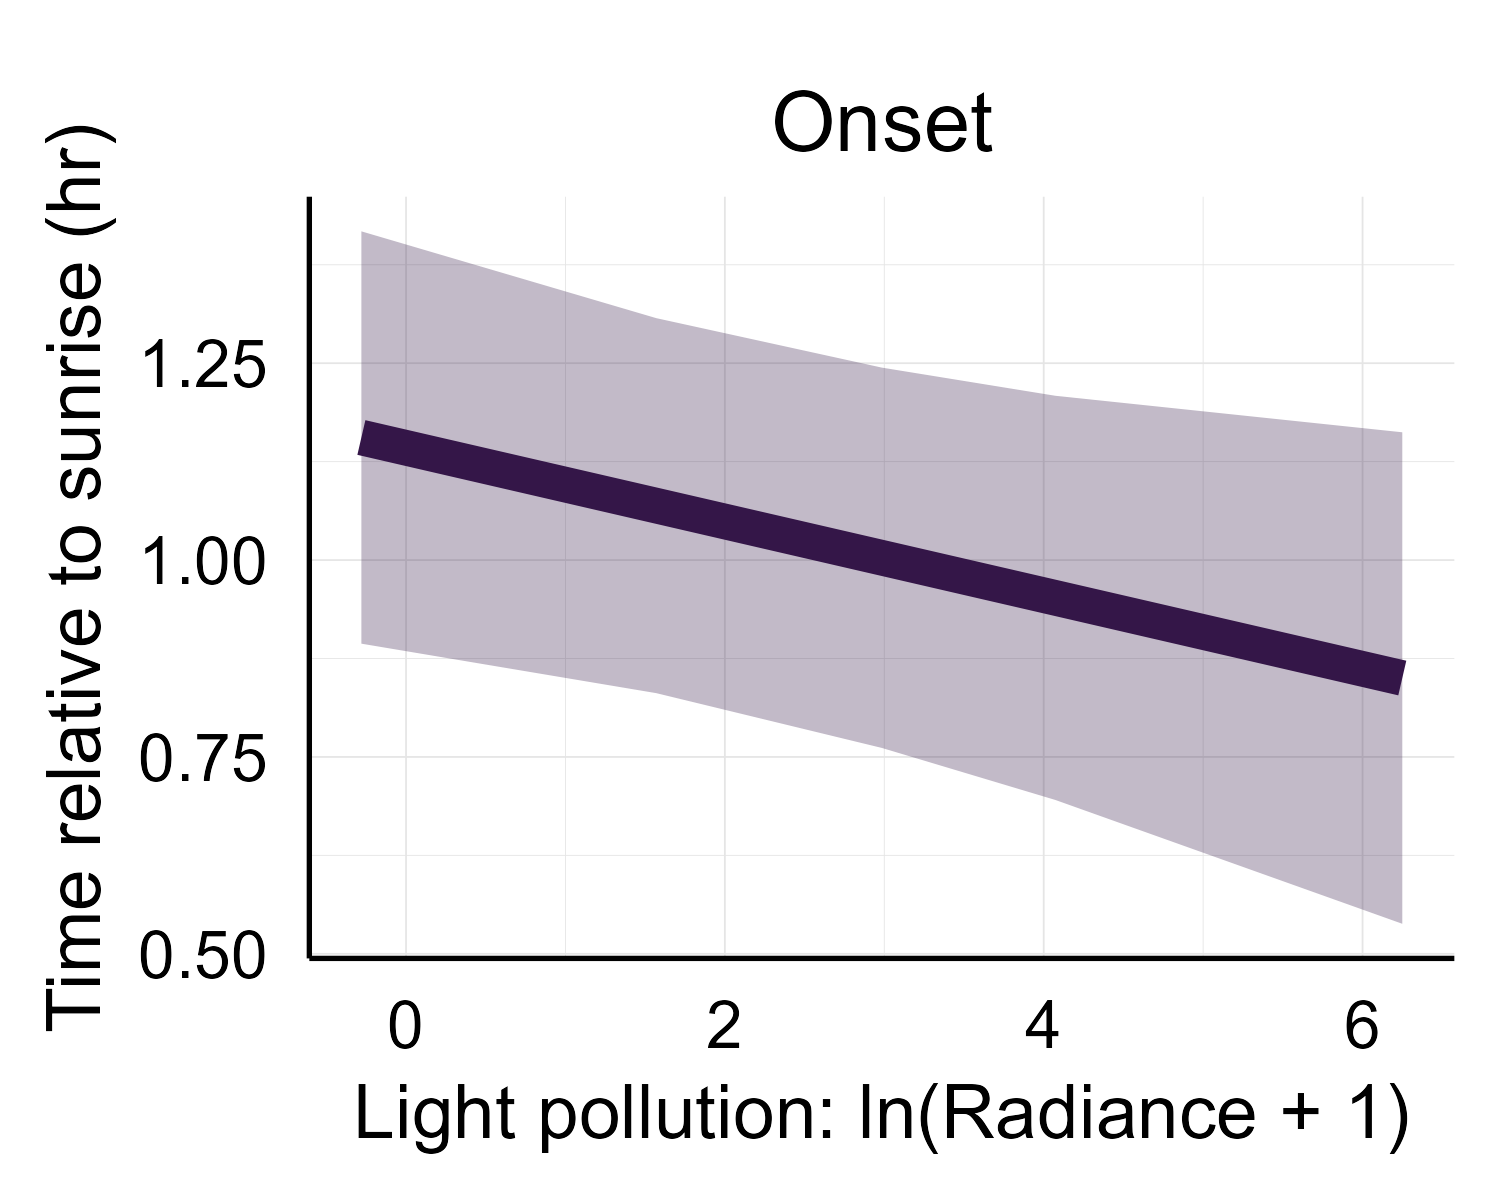 Onset
Time relative to sunrise (hr)
1.25
1.00
0.75
0.50
0 2 4 6
Light pollution: ln(Radiance + 1)